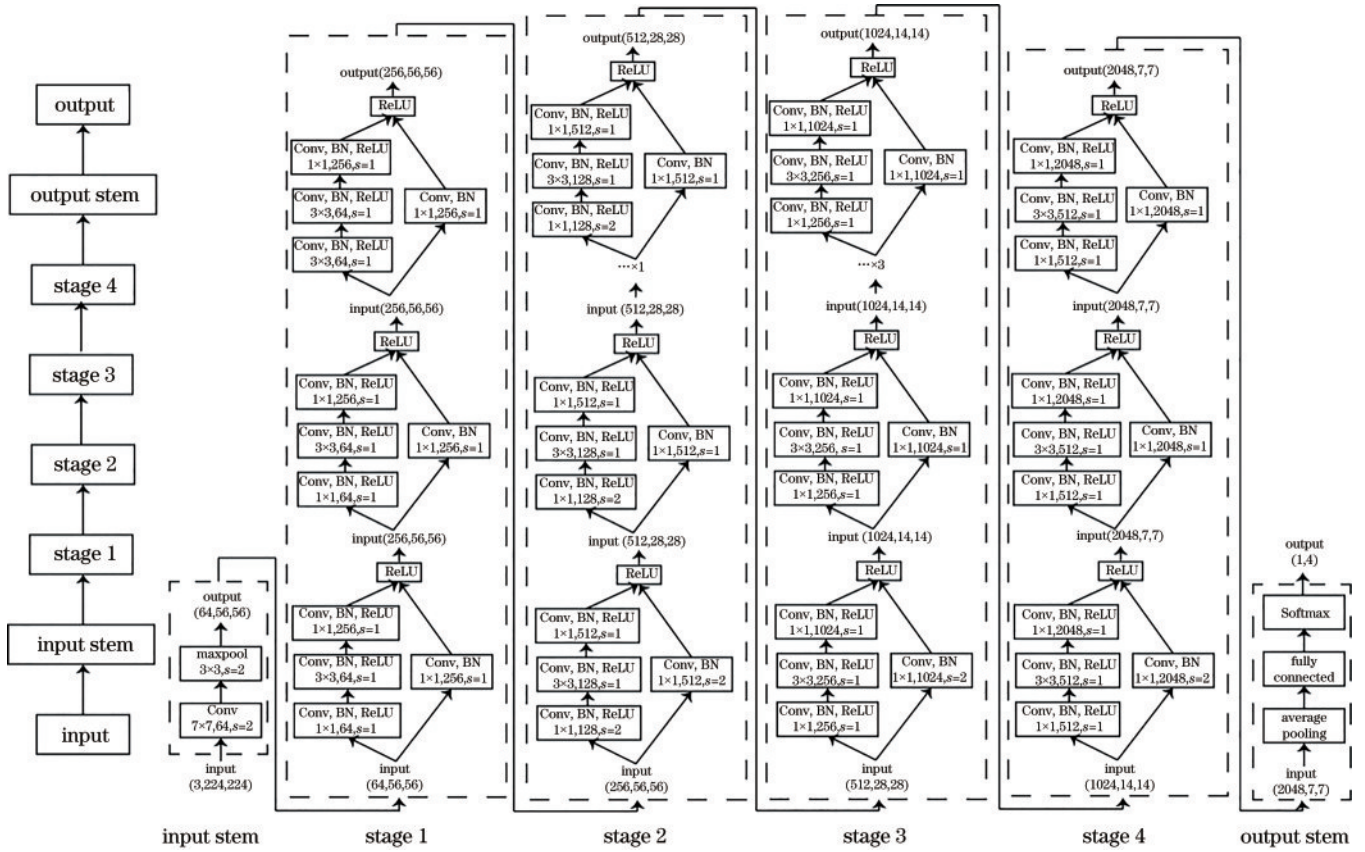 output
output stem
stage 4
stage 3
stage 2
stage 1
input stem
input
output
(64,56,56)
maxpool
3×3,s=2
Conv
7×7,64,s=2
input
(3,224,224)
input stem
output(256,56,56)
ReLU
Conv, BN, ReLU
1×1,256,s=1
Conv, BN, ReLU
3×3,64,s=1
Conv, BN, ReLU
3×3,64,s=1
Conv, BN
1×1,256,s=1
input(256,56,56)
ReLU
Conv, BN, ReLU
1×1,256,s=1
Conv, BN, ReLU
3×3,64,s=1
Conv, BN, ReLU
1×1,64,s=1
Conv, BN
1×1,256,s=1
input(256,56,56)
ReLU
Conv, BN, ReLU
1×1,256,s=1
Conv, BN, ReLU
3×3,64,s=1
Conv, BN, ReLU
1×1,64,s=1
Conv, BN
1×1,256,s=1
input
(64,56,56)
stage 1
output(512,28,28)
ReLU
Conv, BN, ReLU
1×1,512,s=1
Conv, BN, ReLU
3×3,128,s=1
Conv, BN, ReLU
1×1,128,s=2
Conv, BN
1×1,512,s=1
···×1
input (512,28,28)
ReLU
Conv, BN, ReLU
1×1,512,s=1
Conv, BN, ReLU
3×3,128,s=1
Conv, BN, ReLU
1×1,128,s=2
Conv, BN
1×1,512,s=1
input (512,28,28)
ReLU
Conv, BN, ReLU
1×1,512,s=1
Conv, BN, ReLU
3×3,128,s=1
Conv, BN, ReLU
1×1,128,s=2
Conv, BN
1×1,512,s=2
input
(256,56,56)
stage 2
output(1024,14,14)
ReLU
Conv, BN, ReLU
1×1,1024,s=1
Conv, BN, ReLU
3×3,256,s=1
Conv, BN, ReLU
1×1,256,s=1
Conv, BN
1×1,1024,s=1
···×3
input(1024,14,14)
ReLU
Conv, BN, ReLU
1×1,1024,s=1
Conv, BN, ReLU
3×3,256,s=1
Conv, BN, ReLU
1×1,256,s=1
Conv, BN
1×1,1024,s=1
input (1024,14,14)
ReLU
Conv, BN, ReLU
1×1,1024,s=1
Conv, BN, ReLU
3×3,256,s=1
Conv, BN, ReLU
1×1,256,s=1
Conv, BN
1×1,1024,s=2
input
(512,28,28)
stage 3
output(2048,7,7)
ReLU
Conv, BN, ReLU
1×1,2048,s=1
Conv, BN, ReLU
3×3,512,s=1
Conv, BN, ReLU
1×1,512,s=1
Conv, BN
1×1,2048,s=1
input(2048,7,7)
ReLU
Conv, BN, ReLU
1×1,2048,s=1
Conv, BN, ReLU
3×3,512,s=1
Conv, BN, ReLU
1×1,512,s=1
Conv, BN
1×1,2048,s=1
input(2048,7,7)
ReLU
Conv, BN, ReLU
1×1,2048,s=1
Conv, BN, ReLU
3×3,512,s=1
Conv, BN, ReLU
1×1,512,s=1
Conv, BN
1×1,2048,s=2
input
(1024,14,14)
stage 4
output
(1,4)
Softmax
fully
connected
average
pooling
input
(2048,7,7)
output stem